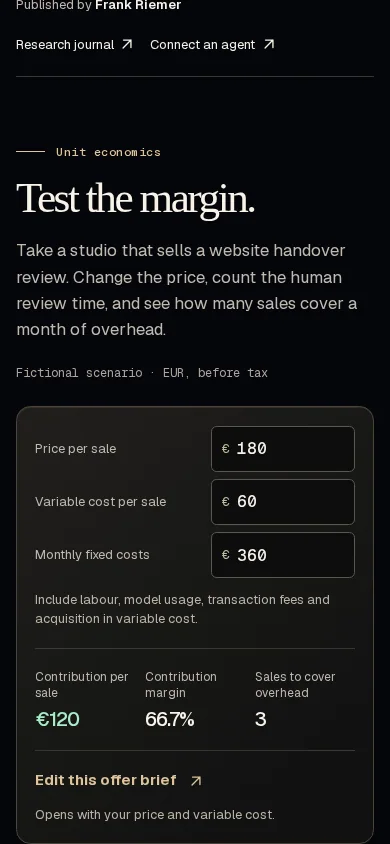 Published by Frank Riemer
Research journal ↗ Connect an agent ↗
Unit economics
Test the margin.
Take a studio that sells a website handover
review. Change the price, count the human
review time, and see how many sales cover a
month of overhead.
Fictional scenario · EUR, before tax
Price per sale € 180
Variable cost per sale € 60
Monthly fixed costs € 360
Include labour, model usage, transaction fees and
acquisition in variable cost.
Contribution per sale
€120
Contribution margin
66.7%
Sales to cover overhead
3
Edit this offer brief ↗
Opens with your price and variable cost.